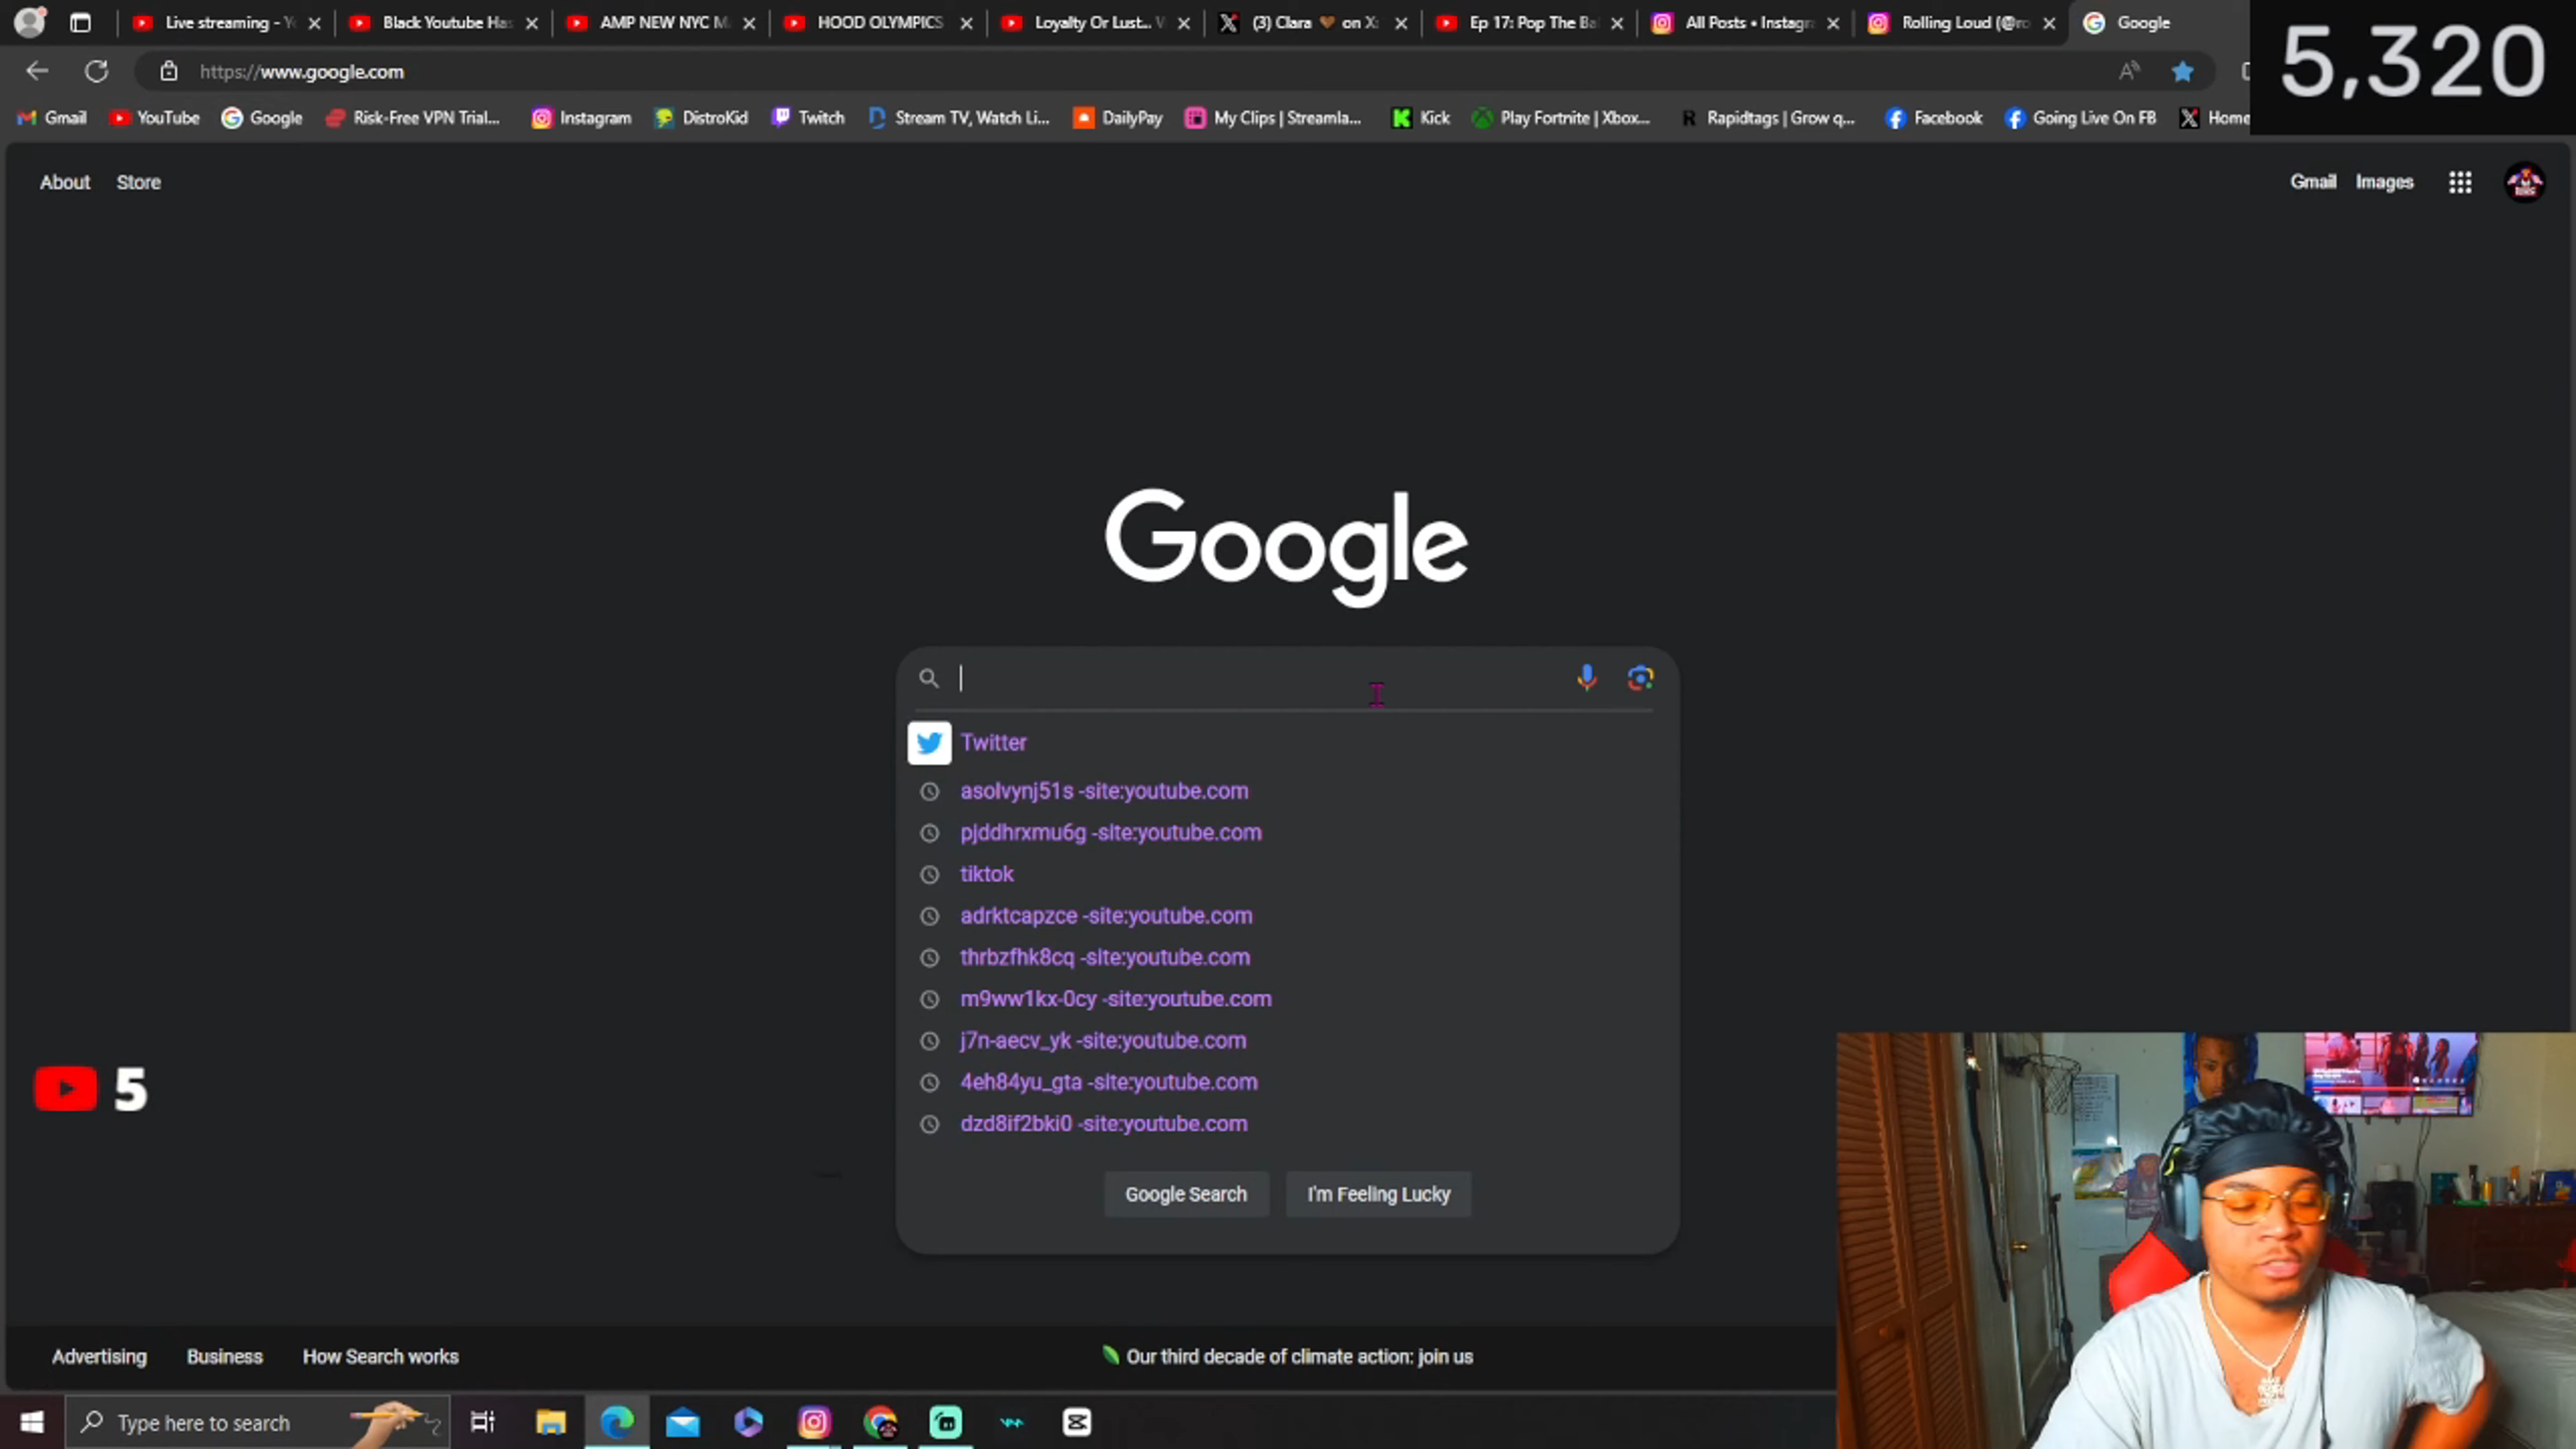 Live streaming - Y
Black Youtube Has
AMP NEW NYC M
HOOD OLYMPICS
Loyalty Or Lust... V
(3) Clara 🤎 on X:
Ep 17: Pop The Ba
All Posts • Instagr
Rolling Loud (@ro
Google
5,320
https://www.google.com
Gmail
YouTube
Google
Risk-Free VPN Trial...
Instagram
DistroKid
Twitch
Stream TV, Watch Li...
DailyPay
My Clips | Streamla...
Kick
Play Fortnite | Xbox...
Rapidtags | Grow q...
Facebook
Going Live On FB
Home
About
Store
Gmail
Images
Google
Twitter
asolvynj51s -site:youtube.com
pjddhrxmu6g -site:youtube.com
tiktok
adrktcapzce -site:youtube.com
thrbzfhk8cq -site:youtube.com
m9ww1kx-0cy -site:youtube.com
j7n-aecv_yk -site:youtube.com
4eh84yu_gta -site:youtube.com
dzd8if2bki0 -site:youtube.com
5
Google Search
I'm Feeling Lucky
Advertising
Business
How Search works
Our third decade of climate action: join us
Type here to search